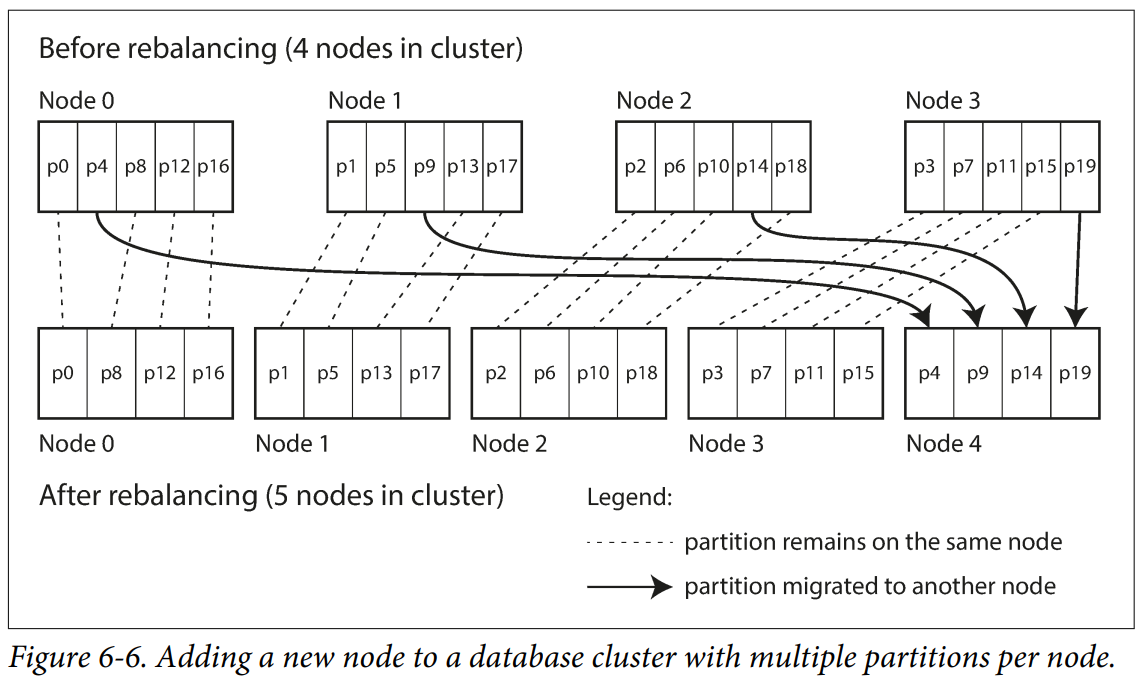 Before rebalancing (4 nodes in cluster)
Node 0 Node 1 Node 2 Node 3
p0 p4 p8 p12 p16 p1 p5 p9 p13 p17 p2 p6 p10 p14 p18 p3 p7 p11 p15 p19
p0 p8 p12 p16 p1 p5 p13 p17 p2 p6 p10 p18 p3 p7 p11 p15 p4 p9 p14 p19
Node 0 Node 1 Node 2 Node 3 Node 4
After rebalancing (5 nodes in cluster)
Legend:
partition remains on the same node
partition migrated to another node
Figure 6-6. Adding a new node to a database cluster with multiple partitions per node.